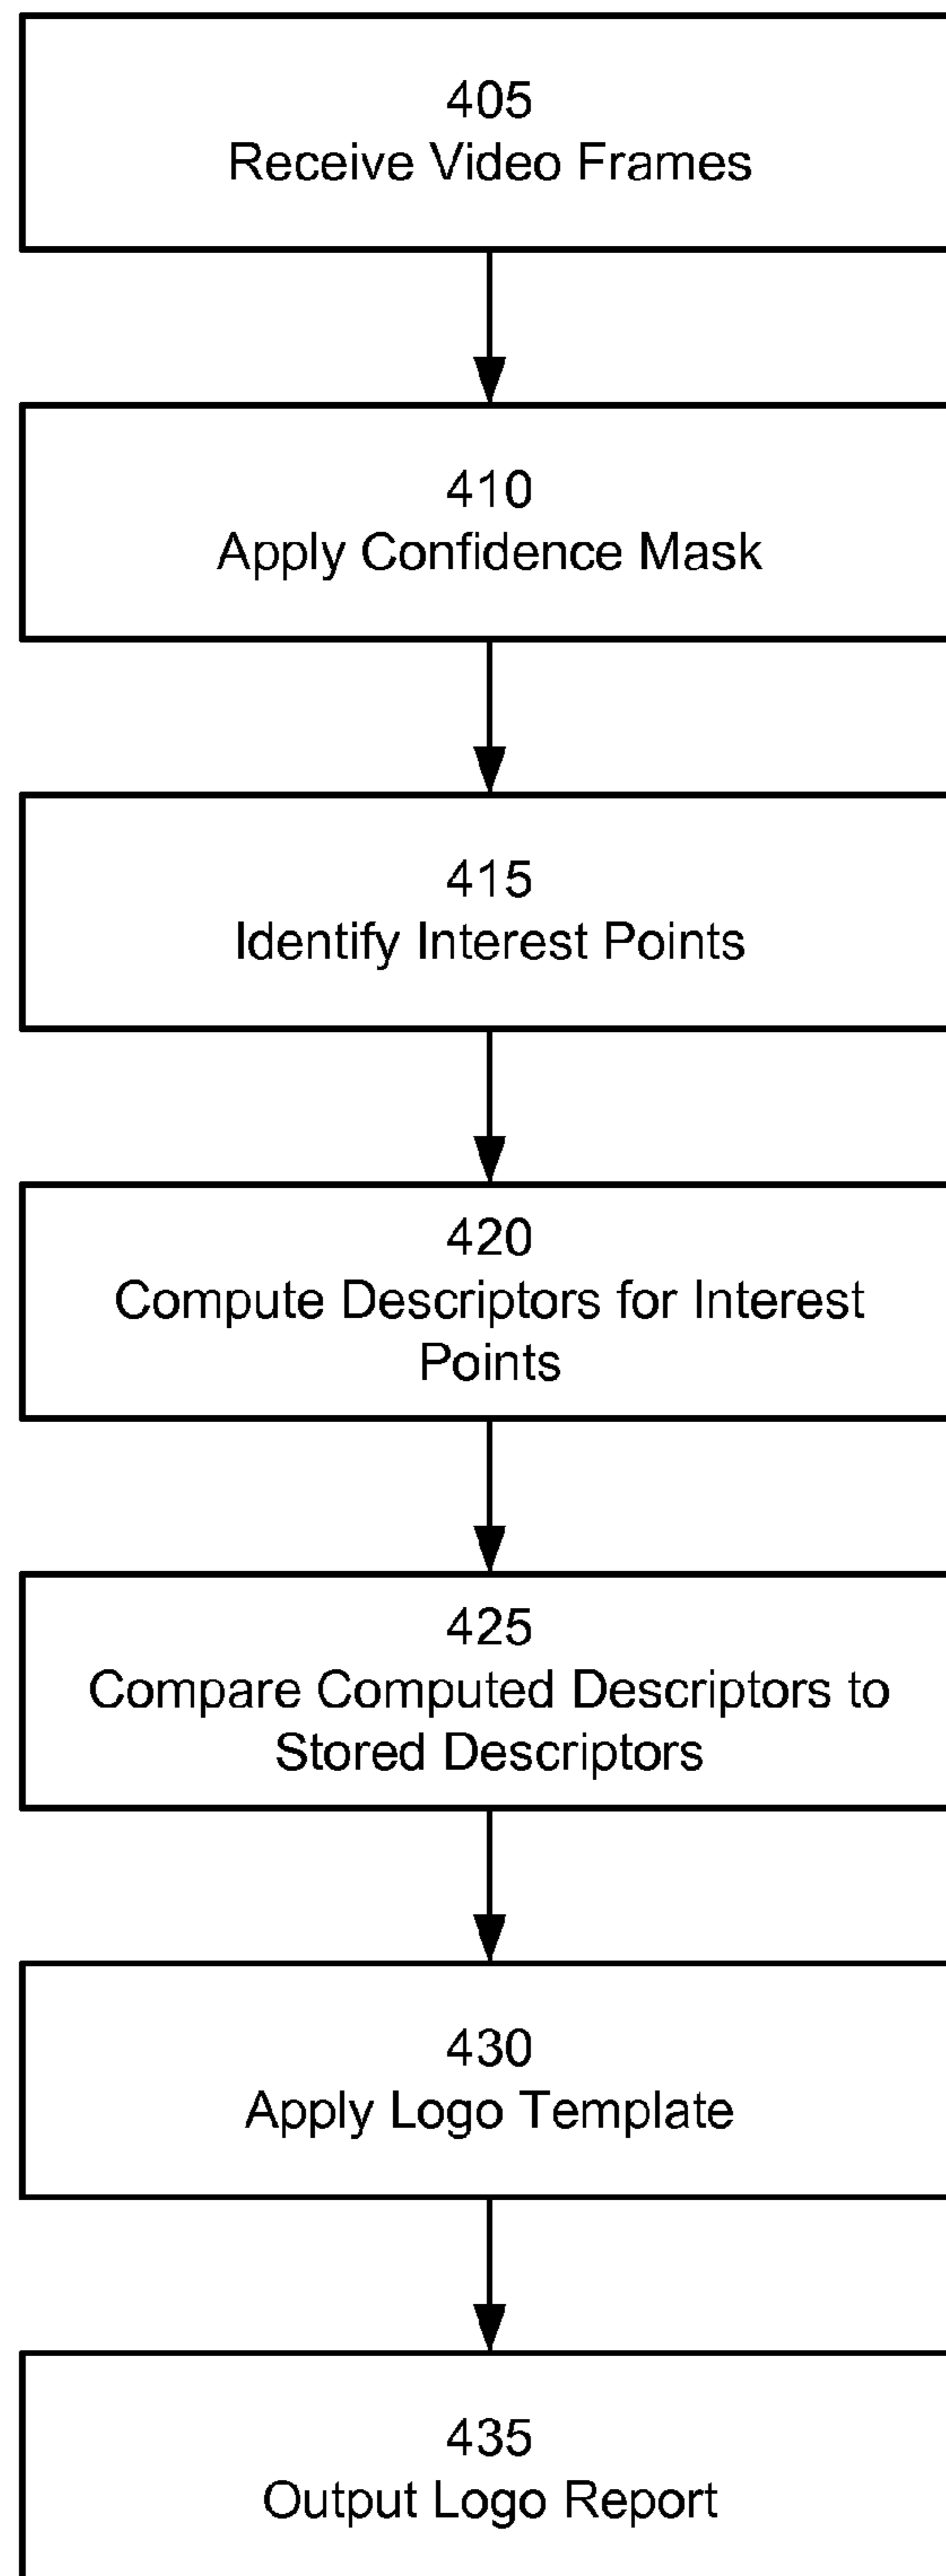 405
Receive Video Frames
410
Apply Confidence Mask
415
Identify Interest Points
420
Compute Descriptors for Interest
Points
425
Compare Computed Descriptors to
Stored Descriptors
430
Apply Logo Template
435
Output Logo Report